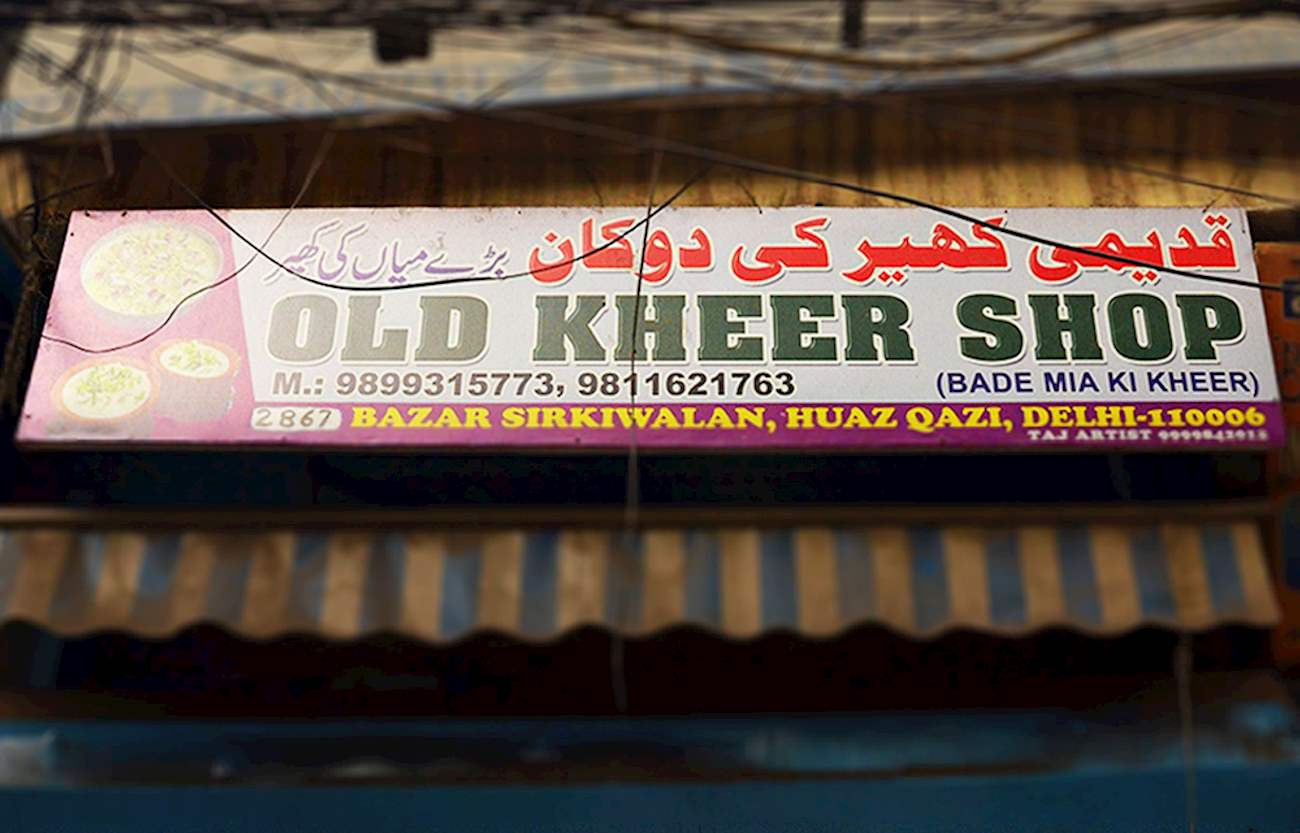 قدیمی کھیر کی دوکان بڑے میاں کی کھیر
OLD KHEER SHOP
M.: 9899315773, 9811621763 (BADE MIA KI KHEER)
2867 BAZAR SIRKIWALAN, HUAZ QAZI, DELHI-110006
TAJ ARTIST